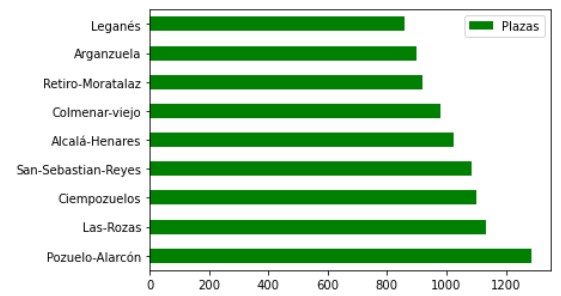 Leganés
Plazas
Arganzuela
Retiro-Moratalaz
Colmenar-viejo
Alcalá-Henares
San-Sebastian-Reyes
Ciempozuelos
Las-Rozas
Pozuelo-Alarcón
0 200 400 600 800 1000 1200